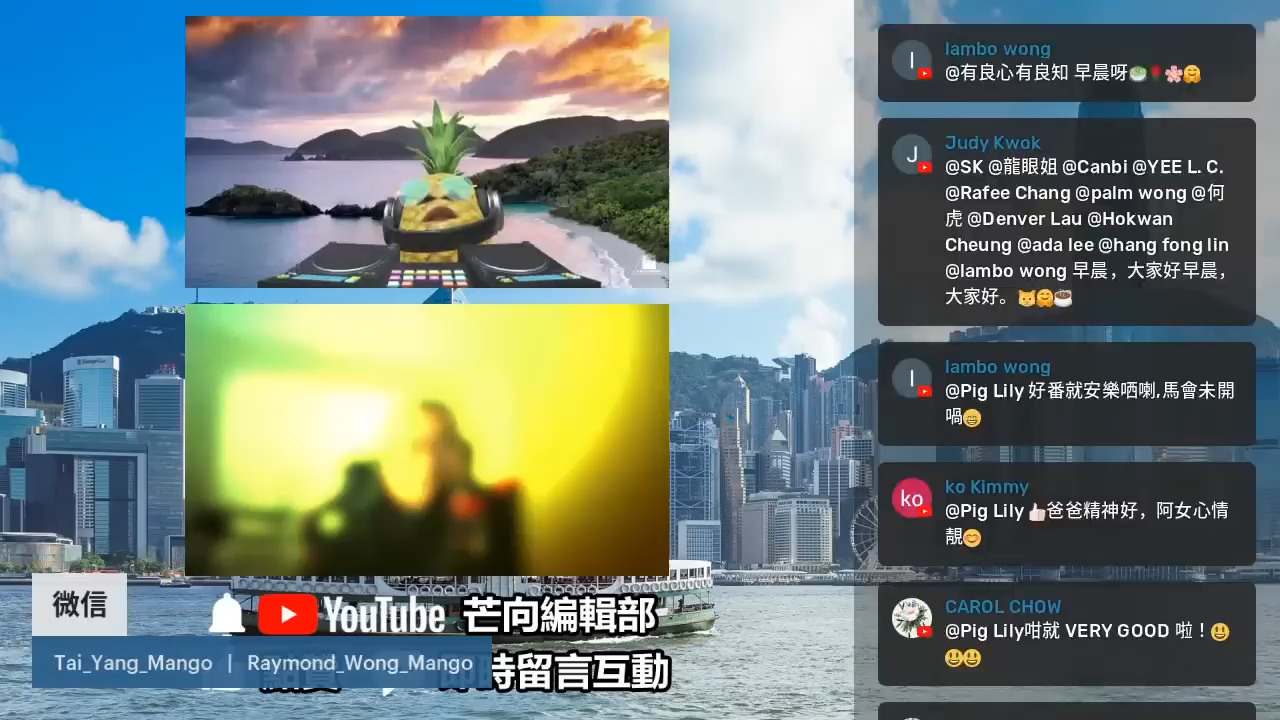 lambo wong
@有良心有良知 早晨呀🍵🌹🌸🤗
Judy Kwok
@SK @龍眼姐 @Canbi @YEE L. C.
@Rafee Chang @palm wong @何
虎 @Denver Lau @Hokwan
Cheung @ada lee @hang fong lin
@lambo wong 早晨，大家好早晨，
大家好。🐱🤗☕
lambo wong
@Pig Lily 好番就安樂哂喇,馬會未開
喎😁
ko Kimmy
@Pig Lily 👍🏻爸爸精神好，阿女心情
靚😊
CAROL CHOW
@Pig Lily咁就 VERY GOOD 啦！😃
😃😃
微信
Tai_Yang_Mango | Raymond_Wong_Mango
YouTube 芒向編輯部
時留言互動